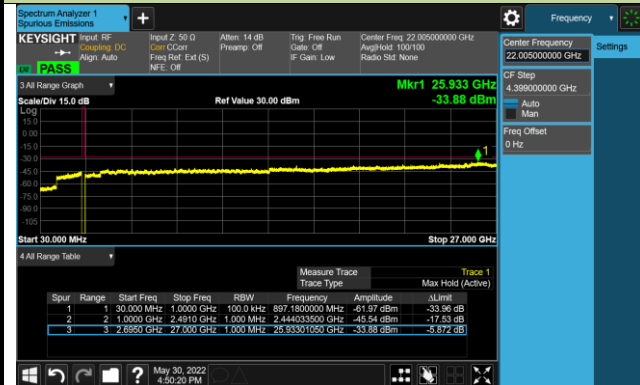 Spectrum Analyzer 1
Spurious Emissions
Frequency
KEYSIGHT
Input: RF
Coupling: DC
Align: Auto
Input Z: 50 Ω
Corr CCorr
Freq Ref: Ext (S)
NFE: Off
Atten: 14 dB
Preamp: Off
Trig: Free Run
Gate: Off
IF Gain: Low
Center Freq: 22.005000000 GHz
Avg|Hold: 100/100
Radio Std: None
PASS
Center Frequency
22.005000000 GHz
Settings
CF Step
4.399000000 GHz
Auto
Man
Freq Offset
0 Hz
3 All Range Graph
Mkr1 25.933 GHz
Scale/Div 15.0 dB
Ref Value 30.00 dBm
-33.88 dBm
Log
15.0
0.00
-15.0
-30.0
-45.0
-60.0
-75.0
-90.0
-105
1
Start 30.000 MHz
Stop 27.000 GHz
4 All Range Table
Measure Trace Trace 1
Trace Type Max Hold (Active)
Spur Range Start Freq Stop Freq RBW Frequency Amplitude ΔLimit
1 1 30.000 MHz 1.0000 GHz 100.0 kHz 897.1800000 MHz -61.97 dBm -33.96 dB
2 2 1.0000 GHz 2.4910 GHz 1.000 MHz 2.444033500 GHz -45.54 dBm -17.53 dB
3 3 2.6950 GHz 27.000 GHz 1.000 MHz 25.93301050 GHz -33.88 dBm -5.872 dB
May 30, 2022
4:50:20 PM